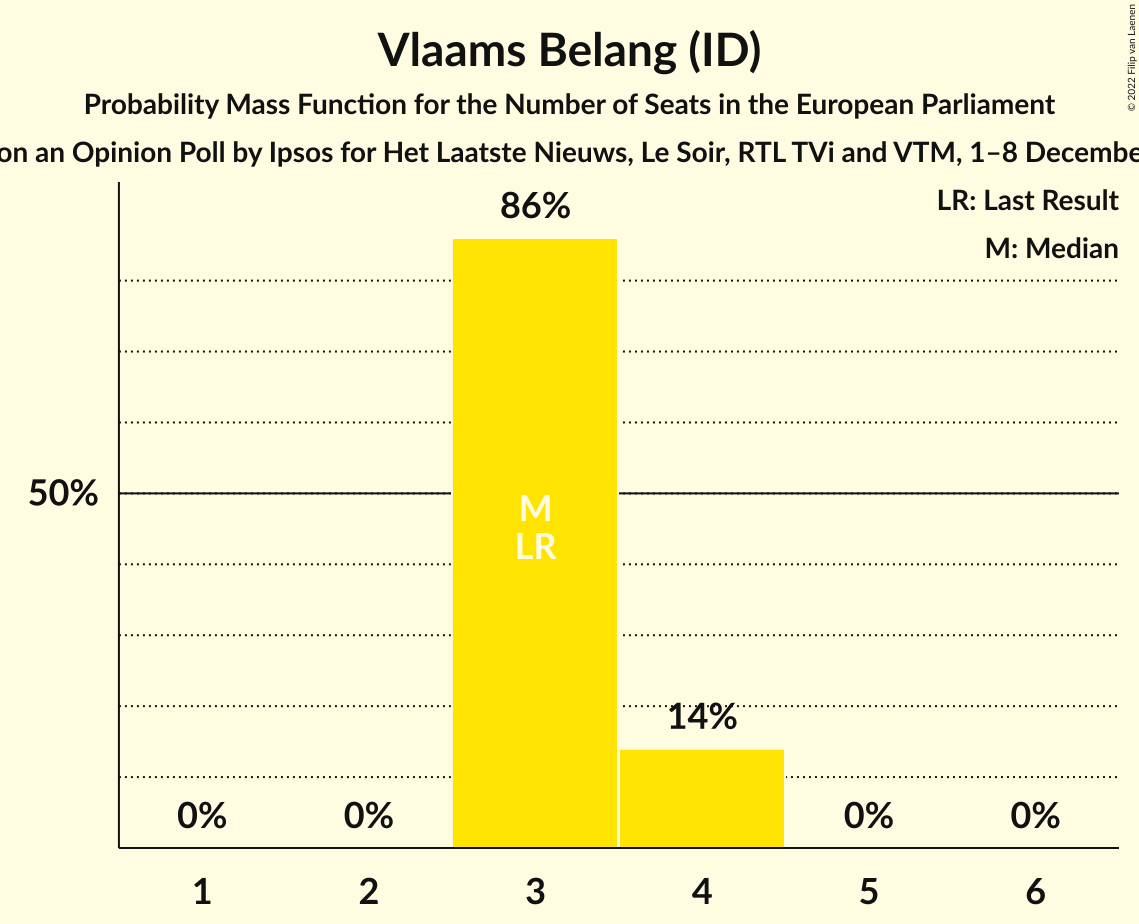 Vlaams Belang (ID)
Probability Mass Function for the Number of Seats in the European Parliament
on an Opinion Poll by Ipsos for Het Laatste Nieuws, Le Soir, RTL TVi and VTM, 1–8 Decembe
© 2022 Filip van Laenen
LR: Last Result
M: Median
86%
50%
M
LR
14%
0% 0% 0% 0%
1 2 3 4 5 6